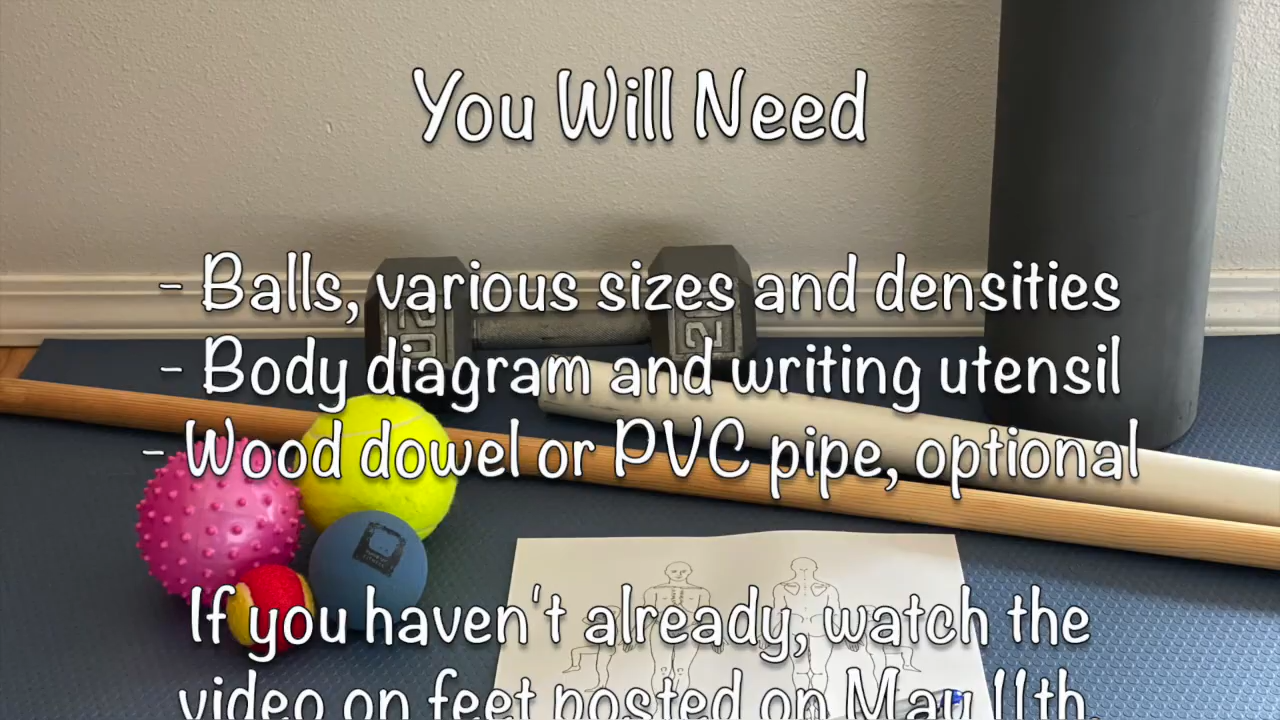 You Will Need
- Balls, various sizes and densities
20
- Body diagram and writing utensil
- Wood dowel or PVC pipe, optional
If you haven't already, watch the
video on feet posted on May 11th.